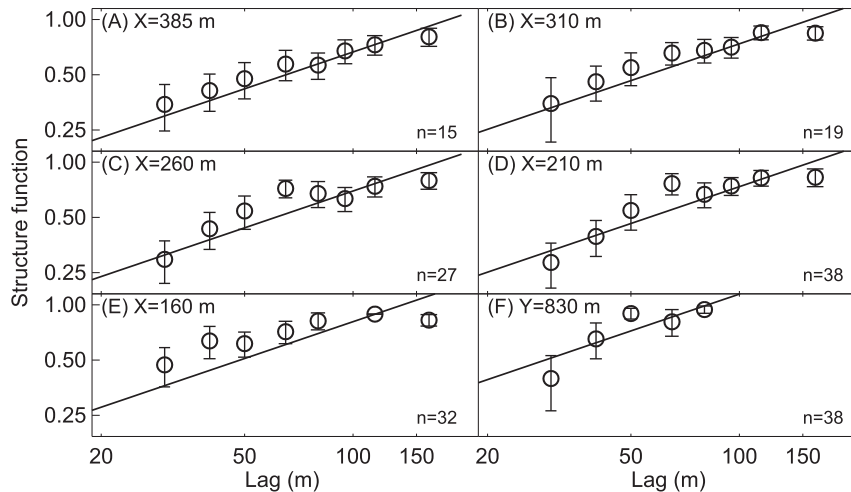 (A) X=385 m
(B) X=310 m
1.00
0.50
0.25
n=15
n=19
(C) X=260 m
(D) X=210 m
1.00
0.50
0.25
n=27
n=38
(E) X=160 m
(F) Y=830 m
1.00
0.50
0.25
n=32
n=38
Structure function
20 50 100 150
20 50 100 150
Lag (m)
Lag (m)